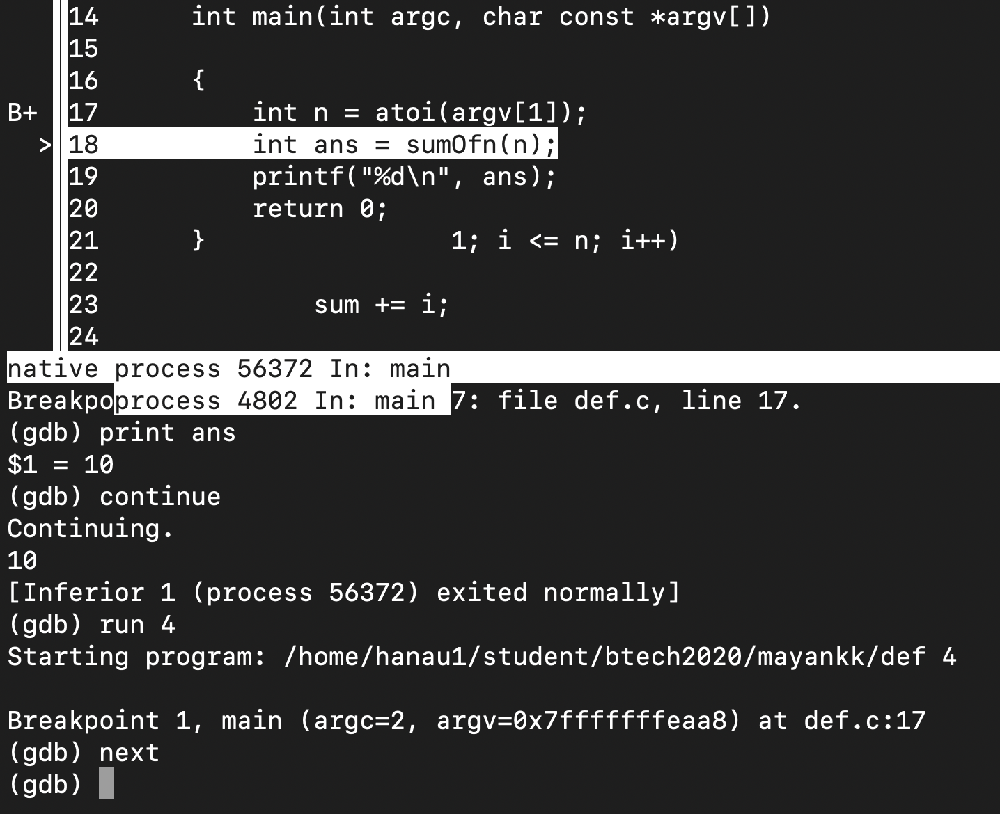 14      int main(int argc, char const *argv[])
15
16      {
B+ 17          int n = atoi(argv[1]);
> 18          int ans = sumOfn(n);
19          printf("%d\n", ans);
20          return 0;
21      }                1; i <= n; i++)
22
23              sum += i;
24
native process 56372 In: main
Breakpoprocess 4802 In: main 7: file def.c, line 17.
(gdb) print ans
$1 = 10
(gdb) continue
Continuing.
10
[Inferior 1 (process 56372) exited normally]
(gdb) run 4
Starting program: /home/hanau1/student/btech2020/mayankk/def 4
Breakpoint 1, main (argc=2, argv=0x7fffffffeaa8) at def.c:17
(gdb) next
(gdb)